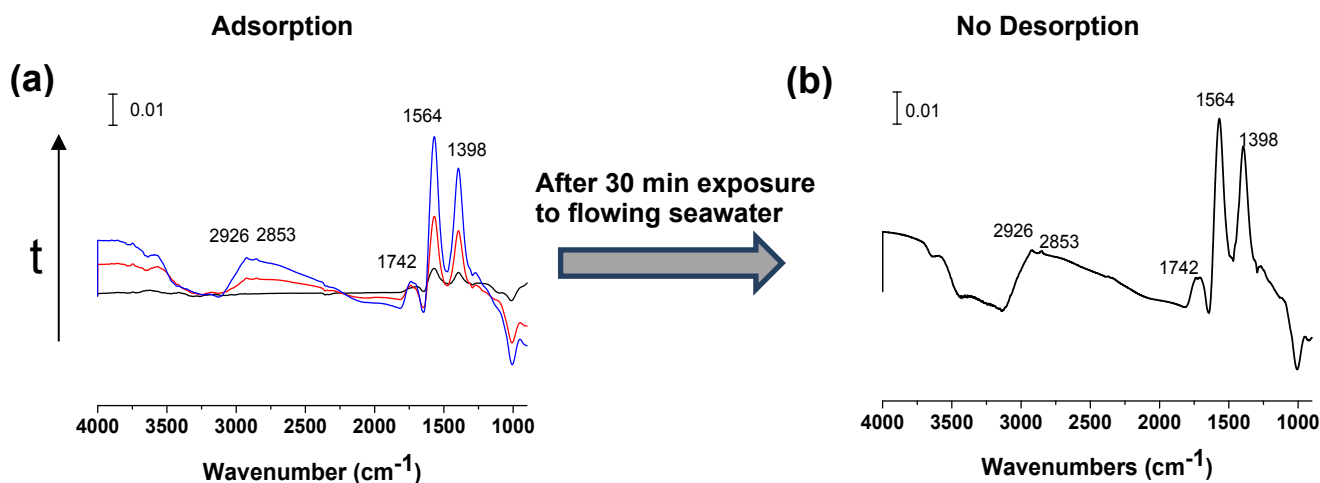 Adsorption
No Desorption
(a)
0.01
1564
1398
2926 2853
1742
t
4000 3500 3000 2500 2000 1500 1000
Wavenumber (cm-1)
After 30 min exposure
to flowing seawater
(b)
0.01
1564
1398
2926
2853
1742
4000 3500 3000 2500 2000 1500 1000
Wavenumbers (cm-1)